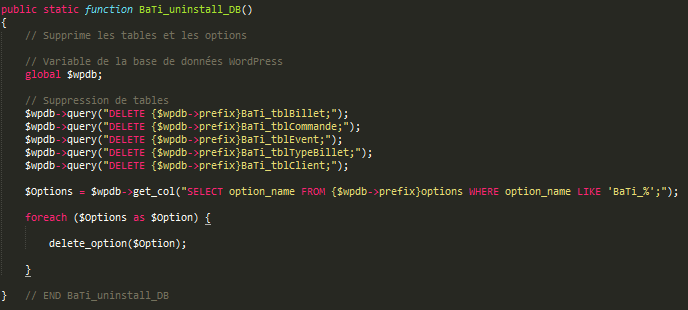 public static function BaTi_uninstall_DB()
{
// Supprime les tables et les options
// Variable de la base de données WordPress
global $wpdb;
// Suppression de tables
$wpdb->query("DELETE {$wpdb->prefix}BaTi_tblBillet;");
$wpdb->query("DELETE {$wpdb->prefix}BaTi_tblCommande;");
$wpdb->query("DELETE {$wpdb->prefix}BaTi_tblEvent;");
$wpdb->query("DELETE {$wpdb->prefix}BaTi_tblTypeBillet;");
$wpdb->query("DELETE {$wpdb->prefix}BaTi_tblClient;");
$Options = $wpdb->get_col("SELECT option_name FROM {$wpdb->prefix}options WHERE option_name LIKE 'BaTi_%';");
foreach ($Options as $Option) {
delete_option($Option);
}
} // END BaTi_uninstall_DB